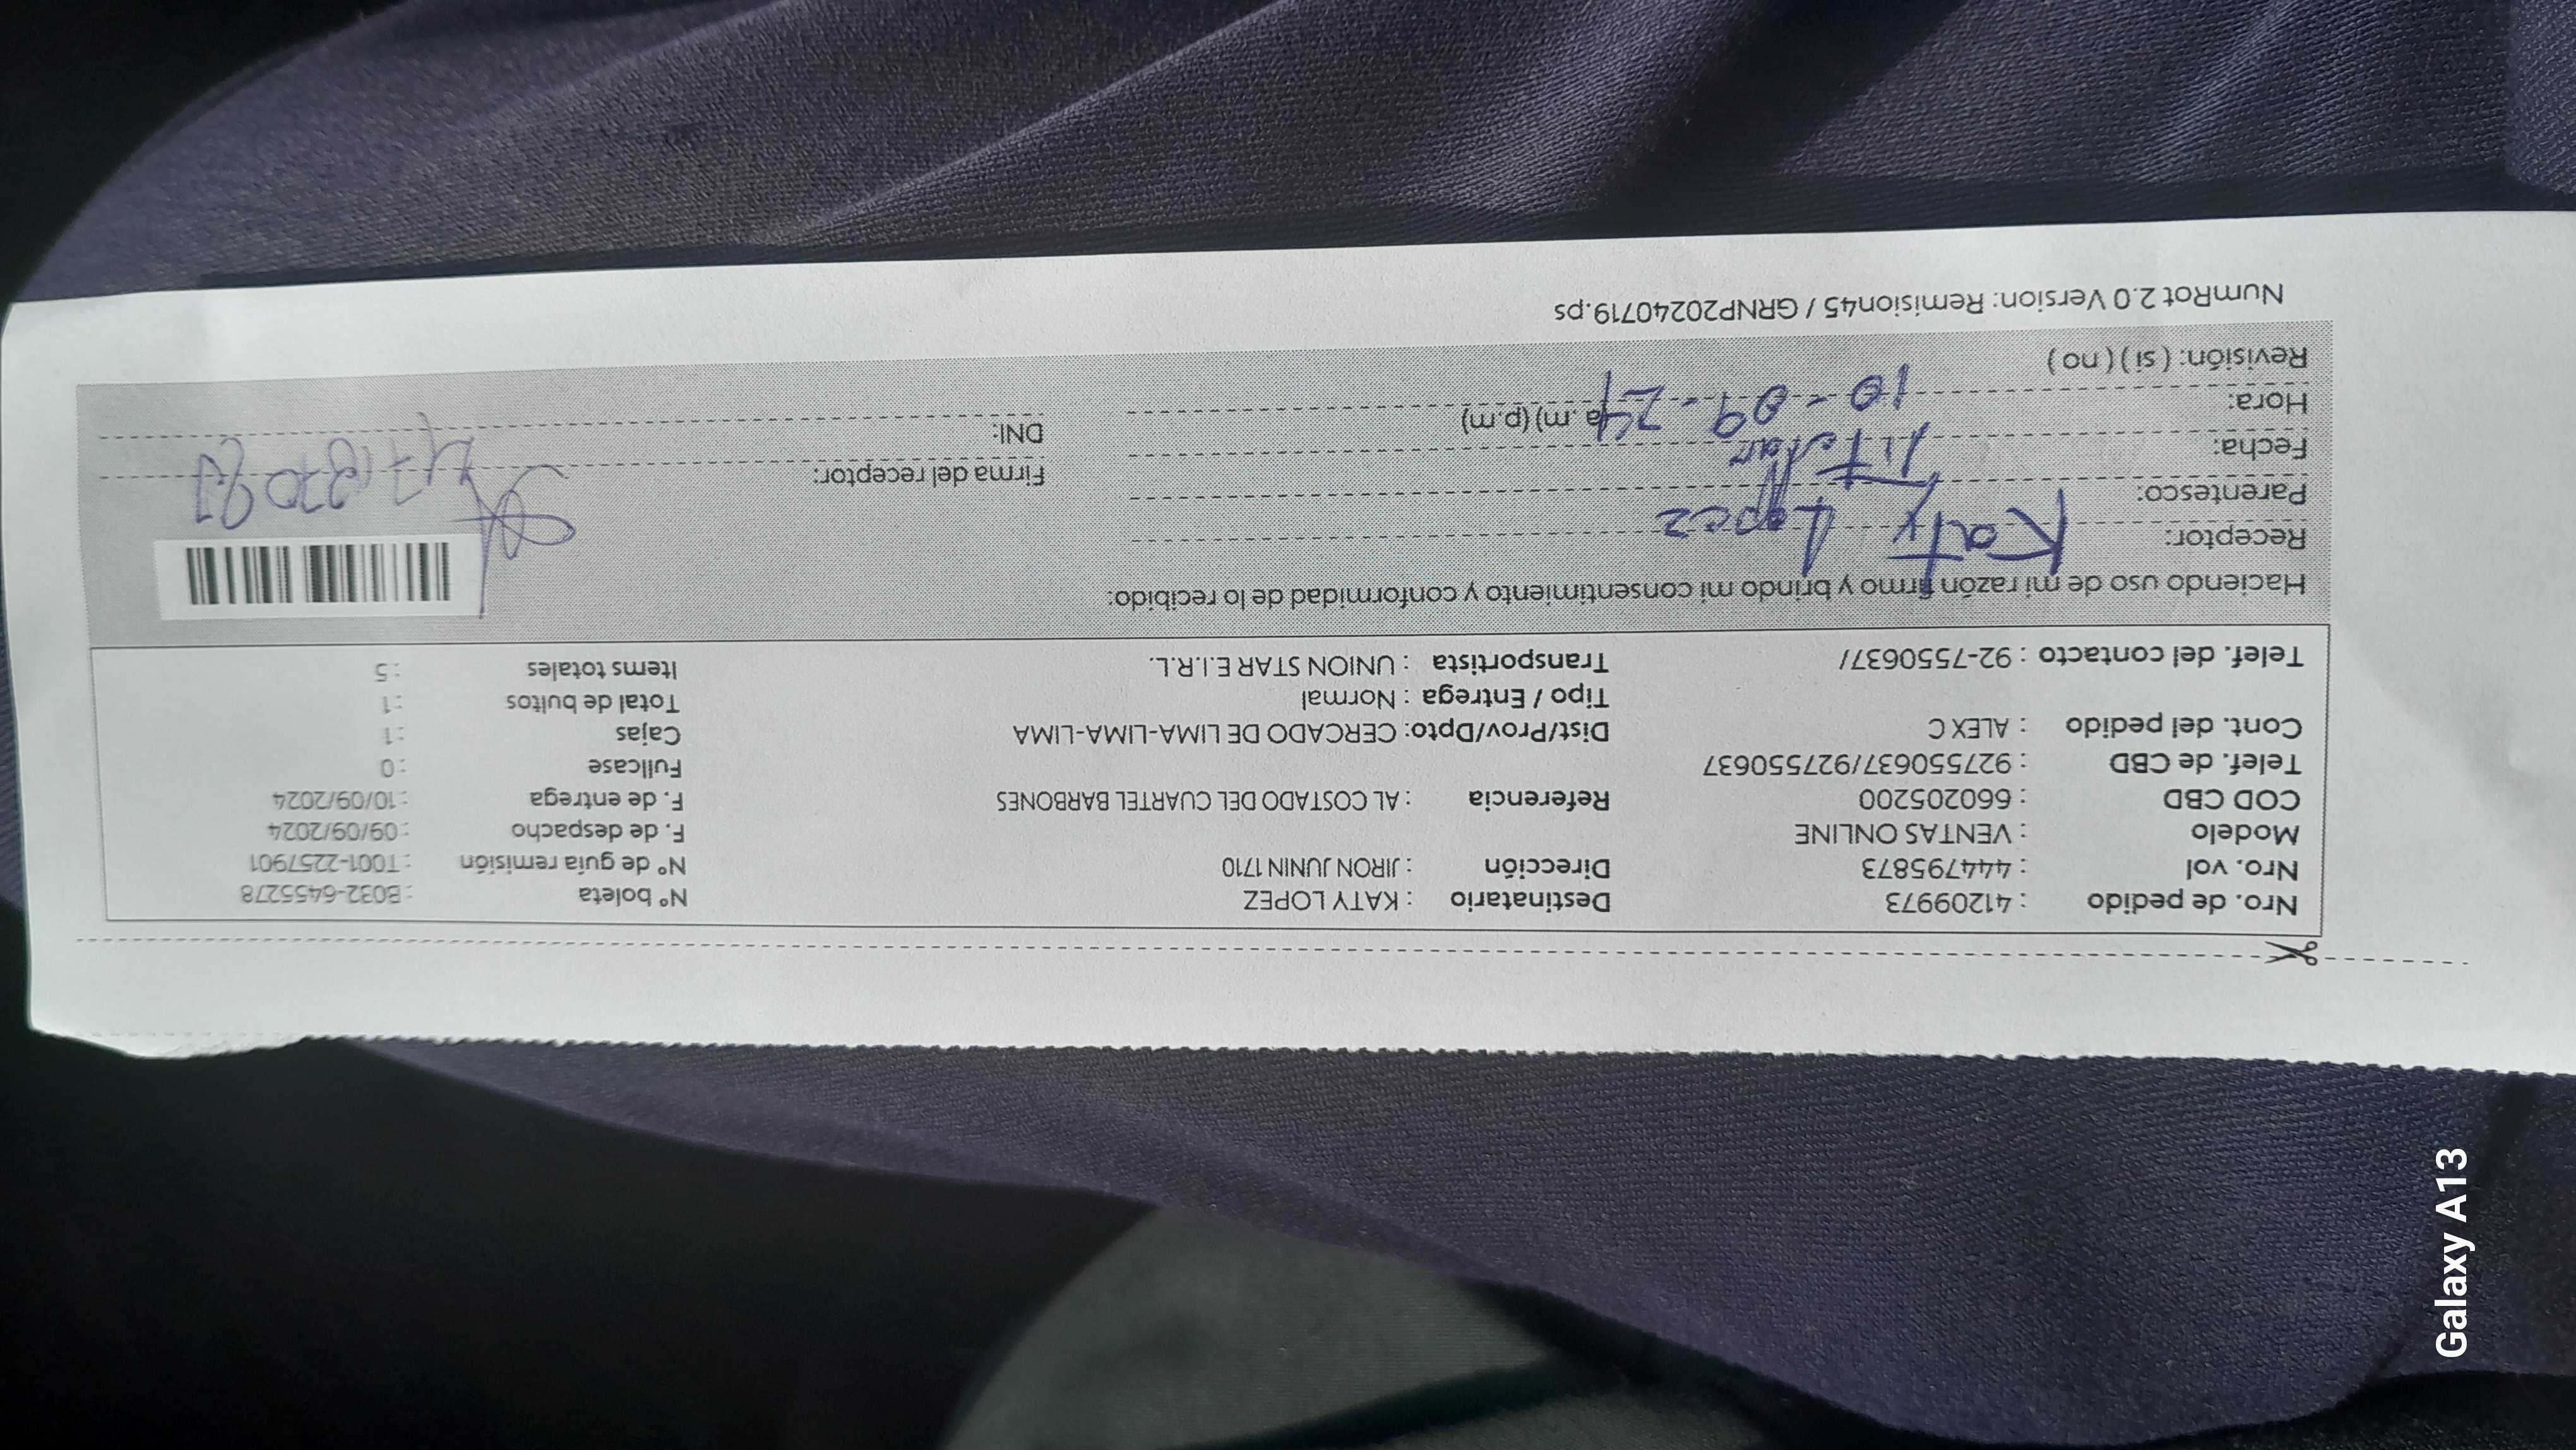 Nro. de pedido : 41209973 Destinatario : KATY LOPEZ Nº boleta : B032-6455278
Nro. vol : 4444795873 Dirección : JIRON JUNIN 1710 Nº de guía remisión : T001-2257901
Modelo : VENTAS ONLINE F. de despacho : 09/09/2024
COD CBD : 660205200 Referencia : AL COSTADO DEL CUARTEL BARBONES F. de entrega : 10/09/2024
Telef. de CBD : 927550637/927550637 Fullcase : 0
Cont. del pedido : ALEX C Dist/Prov/Dpto: CERCADO DE LIMA-LIMA-LIMA Cajas : 1
Tipo / Entrega : Normal Total de bultos : 1
Telef. del contacto : 92-7550637/ Transportista : UNION STAR E.I.R.L. Items totales : 5
Haciendo uso de mi razón firmo y brindo mi consentimiento y conformidad de lo recibido:
Receptor: Katy Lopez
Parentesco: Titular Firma del receptor:
Fecha: 10-09-24 DNI:
Hora: (a.m) (p.m)
Revisión: ( si ) ( no )
NumRot 2.0 Version: Remision45 / GRNP20240719.ps
Galaxy A13